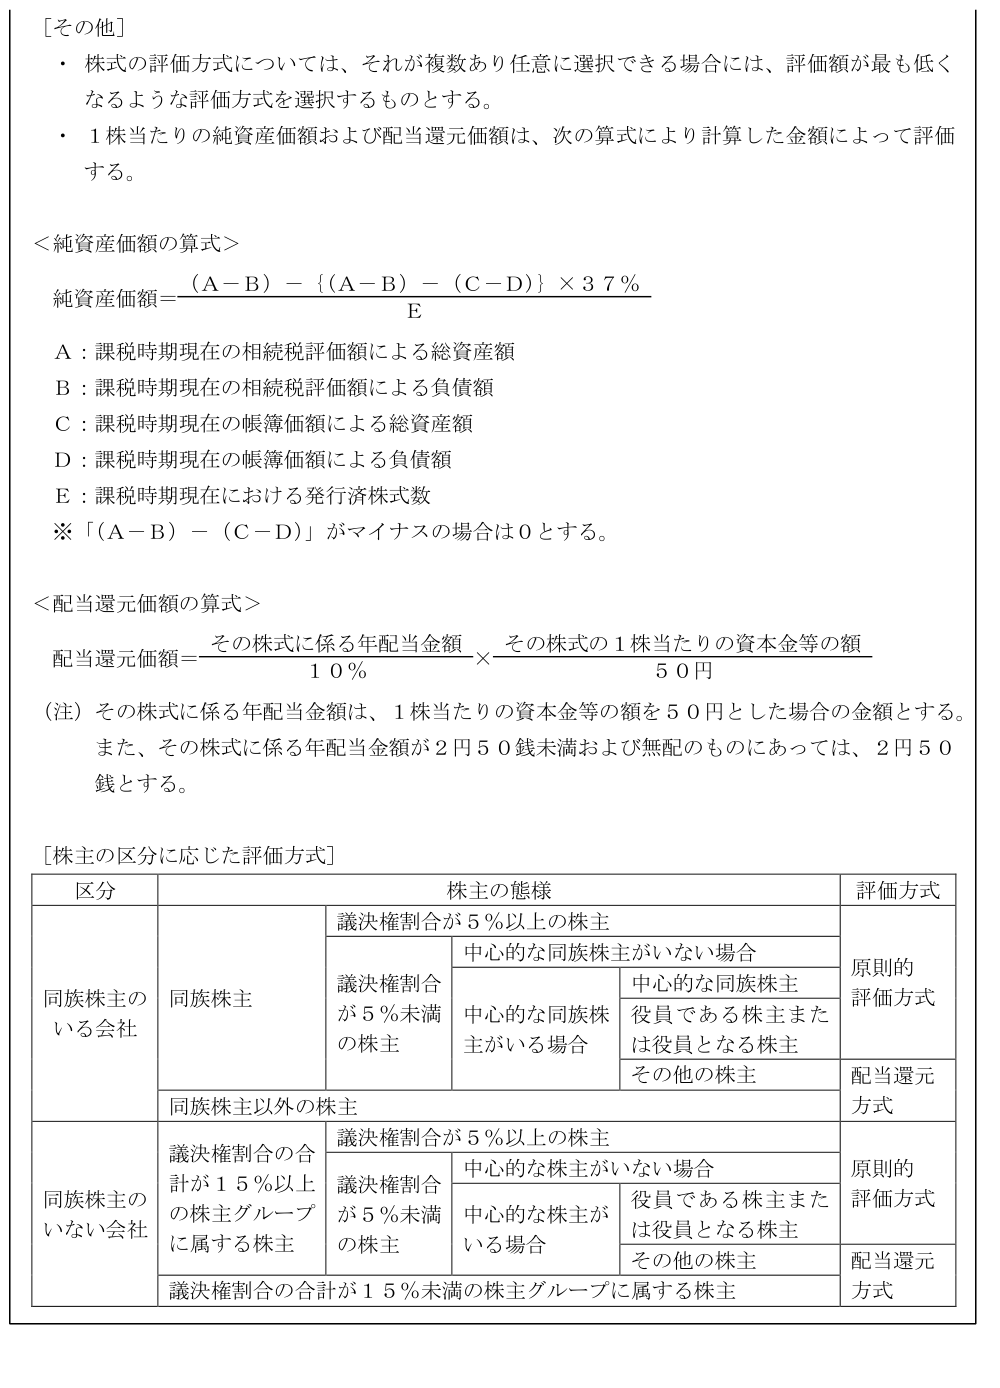 ［その他］
・ 株式の評価方式については、それが複数あり任意に選択できる場合には、評価額が最も低く
なるような評価方式を選択するものとする。
・ １株当たりの純資産価額および配当還元価額は、次の算式により計算した金額によって評価
する。
＜純資産価額の算式＞
純資産価額＝
（Ａ－Ｂ）－｛（Ａ－Ｂ）－（Ｃ－Ｄ）｝×３７％
Ｅ
Ａ：課税時期現在の相続税評価額による総資産額
Ｂ：課税時期現在の相続税評価額による負債額
Ｃ：課税時期現在の帳簿価額による総資産額
Ｄ：課税時期現在の帳簿価額による負債額
Ｅ：課税時期現在における発行済株式数
※「（Ａ－Ｂ）－（Ｃ－Ｄ）」がマイナスの場合は０とする。
＜配当還元価額の算式＞
配当還元価額＝
その株式に係る年配当金額
１０％
×
その株式の１株当たりの資本金等の額
５０円
（注）その株式に係る年配当金額は、１株当たりの資本金等の額を５０円とした場合の金額とする。
また、その株式に係る年配当金額が２円５０銭未満および無配のものにあっては、２円５０
銭とする。
［株主の区分に応じた評価方式］
区分 株主の態様 評価方式
同族株主の
いる会社
同族株主
議決権割合が５％以上の株主
議決権割合
が５％未満
の株主
中心的な同族株主がいない場合
中心的な同族株
主がいる場合
中心的な同族株主
役員である株主また
は役員となる株主
その他の株主
同族株主以外の株主
原則的
評価方式
配当還元
方式
同族株主の
いない会社
議決権割合の合
計が１５％以上
の株主グループ
に属する株主
議決権割合が５％以上の株主
議決権割合
が５％未満
の株主
中心的な株主がいない場合
中心的な株主が
いる場合
役員である株主また
は役員となる株主
その他の株主
議決権割合の合計が１５％未満の株主グループに属する株主
原則的
評価方式
配当還元
方式